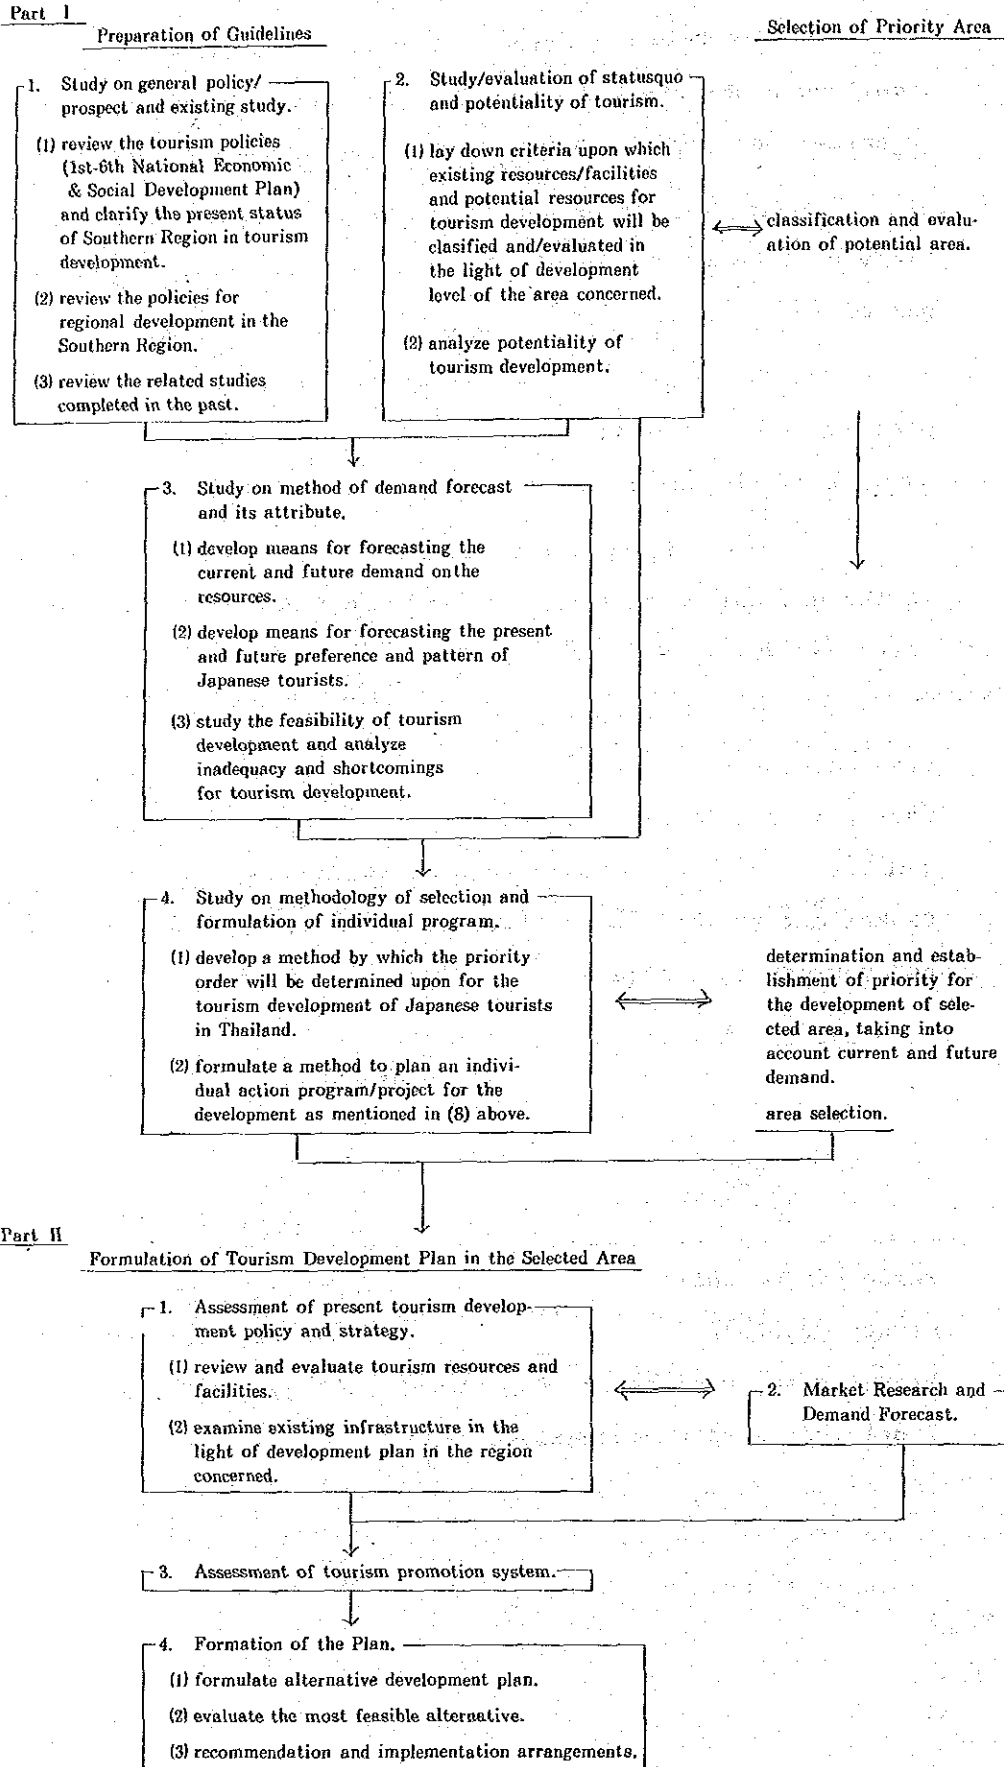 Part I
Preparation of Guidelines
Selection of Priority Area
1. Study on general policy/
prospect and existing study.
(1) review the tourism policies
(1st-6th National Economic
& Social Development Plan)
and clarify the present status
of Southern Region in tourism
development.
(2) review the policies for
regional development in the
Southern Region.
(3) review the related studies
completed in the past.
2. Study/evaluation of statusquo
and potentiality of tourism.
(1) lay down criteria upon which
existing resources/facilities
and potential resources for
tourism development will be
clasified and/evaluated in
the light of development
level of the area concerned.
(2) analyze potentiality of
tourism development.
classification and evalu-
ation of potential area.
3. Study on method of demand forecast
and its attribute.
(1) develop means for forecasting the
current and future demand on the
resources.
(2) develop means for forecasting the present
and future preference and pattern of
Japanese tourists.
(3) study the feasibility of tourism
development and analyze
inadequacy and shortcomings
for tourism development.
4. Study on methodology of selection and
formulation of individual program.
(1) develop a method by which the priority
order will be determined upon for the
tourism development of Japanese tourists
in Thailand.
(2) formulate a method to plan an indivi-
dual action program/project for the
development as mentioned in (8) above.
determination and estab-
lishment of priority for
the development of sele-
cted area, taking into
account current and future
demand.
area selection.
Part II
Formulation of Tourism Development Plan in the Selected Area
1. Assessment of present tourism develop-
ment policy and strategy.
(1) review and evaluate tourism resources and
facilities.
(2) examine existing infrastructure in the
light of development plan in the region
concerned.
2. Market Research and
Demand Forecast.
3. Assessment of tourism promotion system.
4. Formation of the Plan.
(1) formulate alternative development plan.
(2) evaluate the most feasible alternative.
(3) recommendation and implementation arrangements.